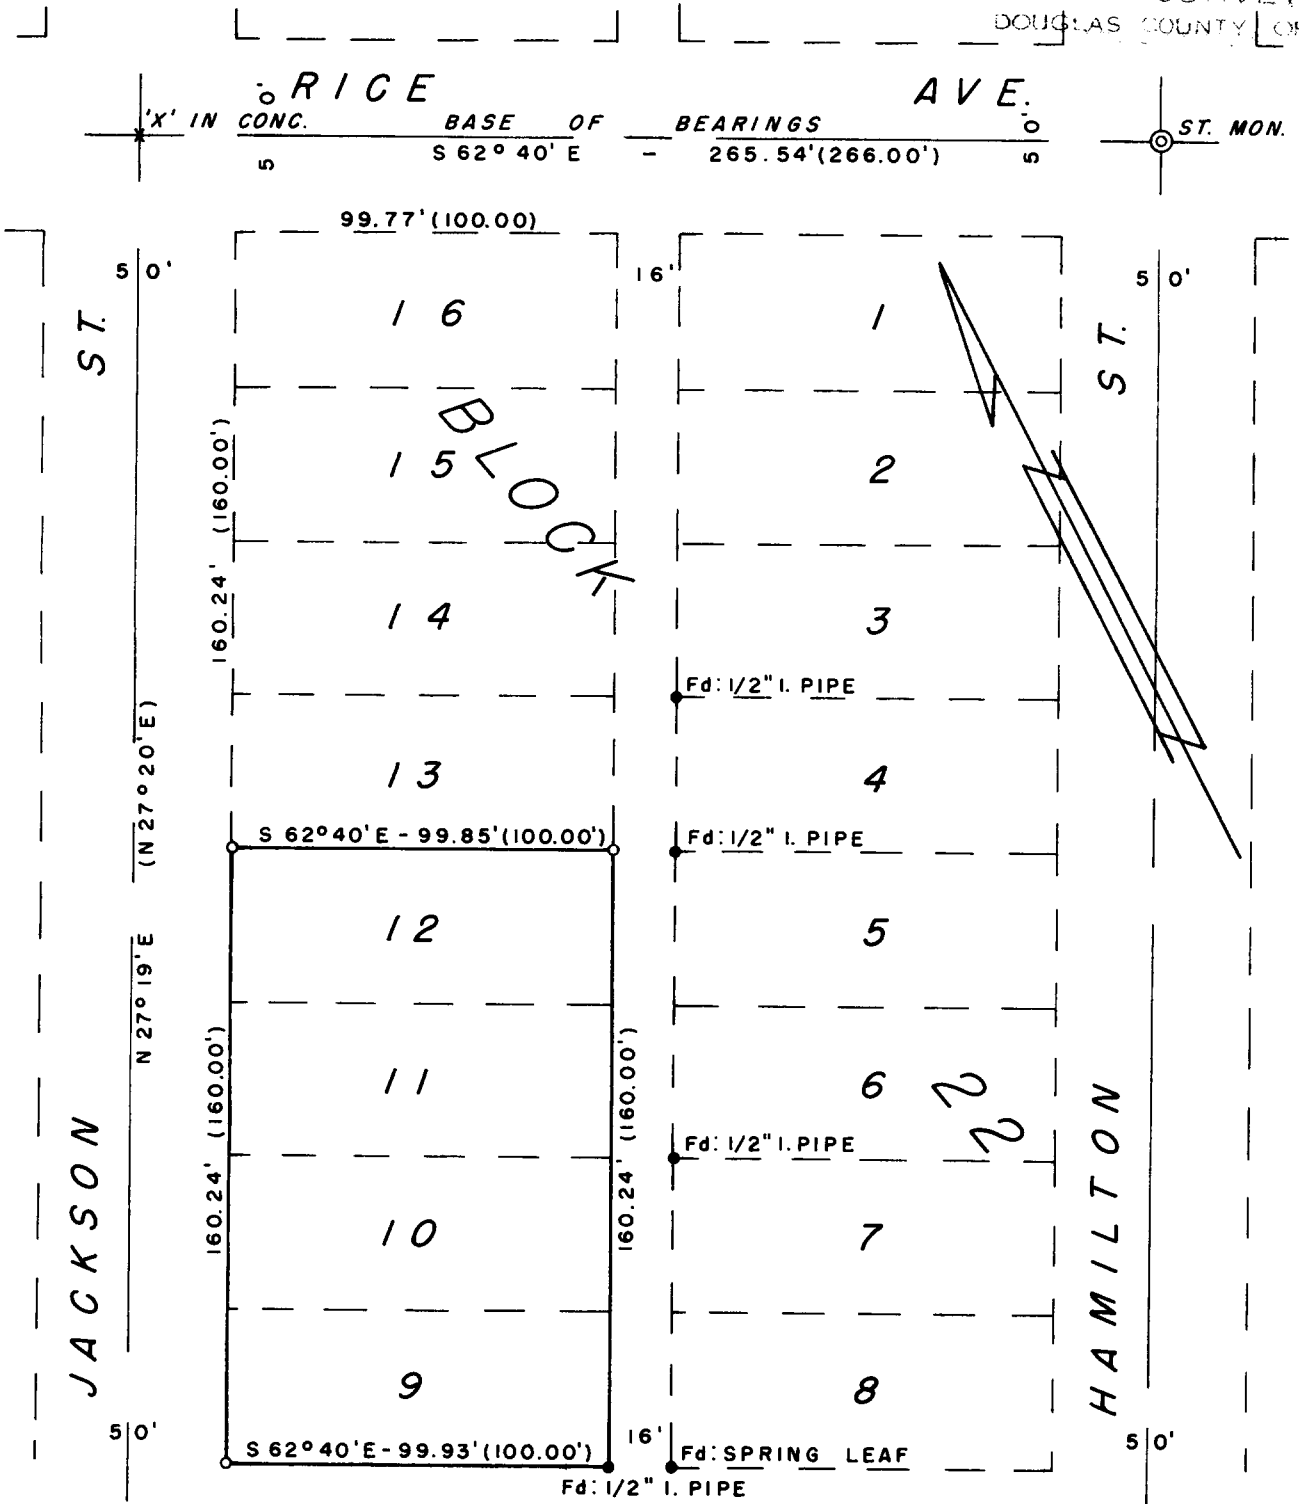 DOUGLAS COUNTY
RICE AVE.
50' 50'
'X' IN CONC. BASE OF BEARINGS ST. MON.
S 62° 40' E - 265.54' (266.00')
99.77' (100.00)
50' 16' 50'
ST. ST.
16 1
BLOCK
15 2
160.24' (160.00')
14 3
Fd: 1/2" I. PIPE
13 4
N 27° 19' E (N 27° 20' E)
S 62° 40' E - 99.85' (100.00')
Fd: 1/2" I. PIPE
12 5
11 6
22
160.24' (160.00')
160.24' (160.00')
Fd: 1/2" I. PIPE
JACKSON
HAMILTON
10 7
9 8
50' 16' 50'
S 62° 40' E - 99.93' (100.00')
Fd: SPRING LEAF
Fd: 1/2" I. PIPE